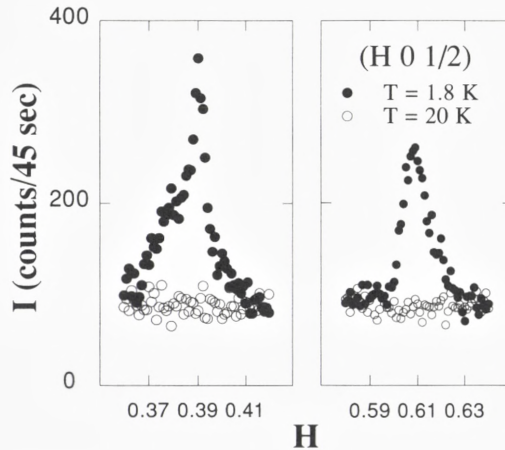 400
200
0
I (counts/45 sec)
(H 0 1/2)
T = 1.8 K
T = 20 K
0.37 0.39 0.41
0.59 0.61 0.63
H